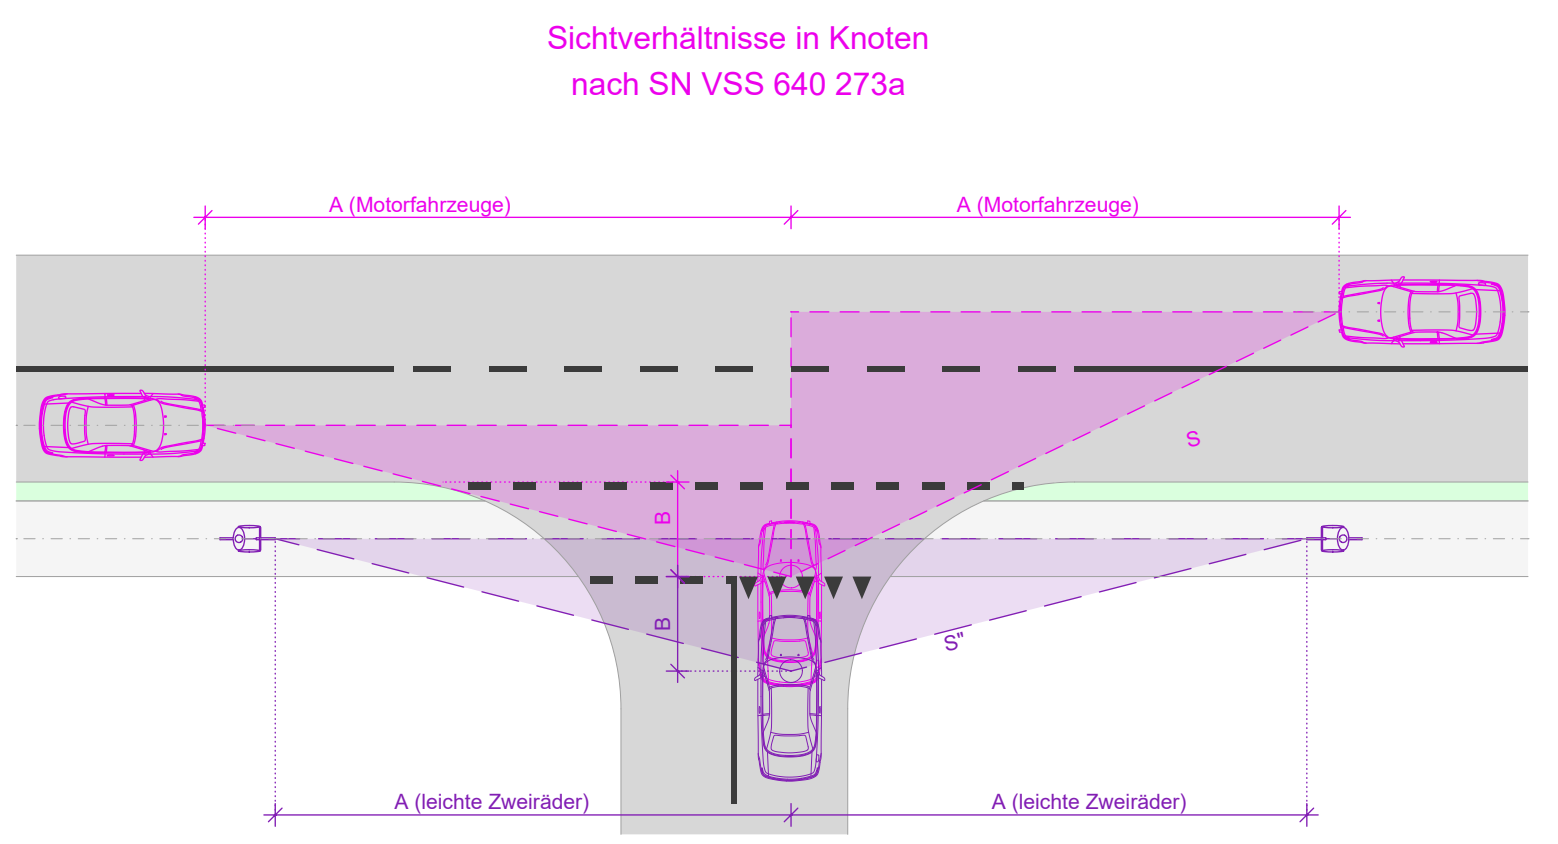 Sichtverhältnisse in Knoten
nach SN VSS 640 273a
A (Motorfahrzeuge)
A (Motorfahrzeuge)
S
B
B
S"
A (leichte Zweiräder)
A (leichte Zweiräder)